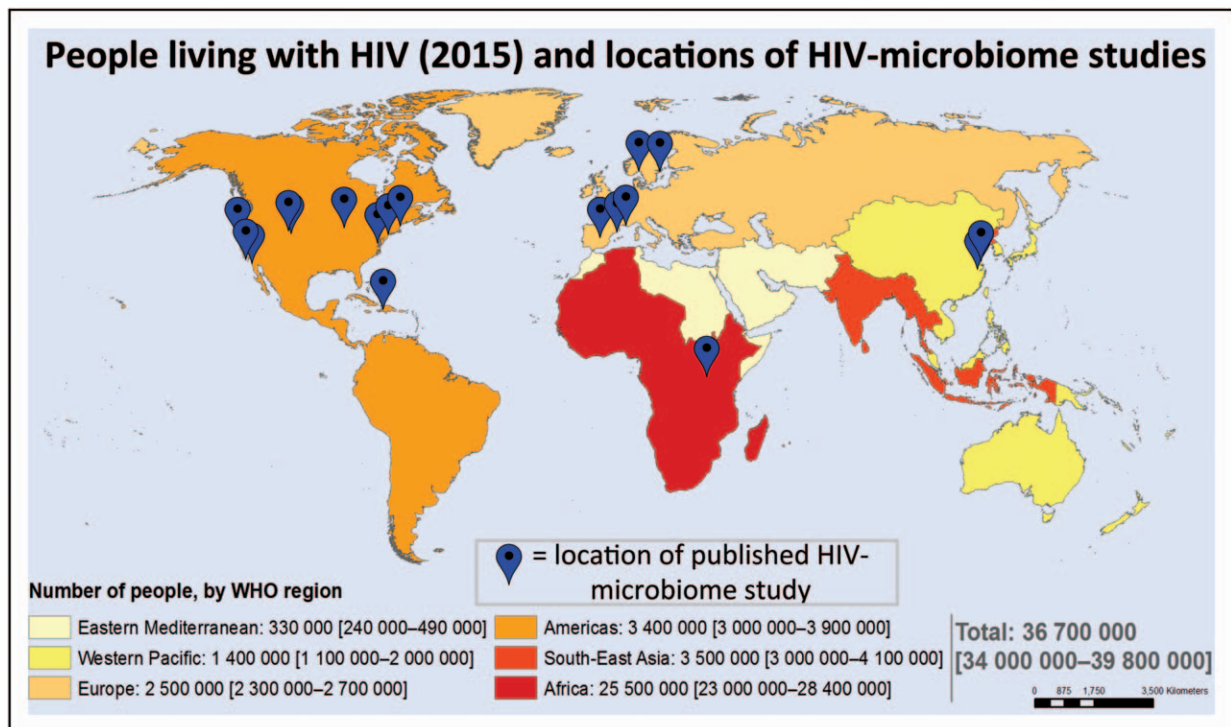 People living with HIV (2015) and locations of HIV-microbiome studies
= location of published HIV-
microbiome study
Number of people, by WHO region
Eastern Mediterranean: 330 000 [240 000–490 000]
Western Pacific: 1 400 000 [1 100 000–2 000 000]
Europe: 2 500 000 [2 300 000–2 700 000]
Americas: 3 400 000 [3 000 000–3 900 000]
South-East Asia: 3 500 000 [3 000 000–4 100 000]
Africa: 25 500 000 [23 000 000–28 400 000]
Total: 36 700 000
[34 000 000–39 800 000]
0 875 1,750 3,500 Kilometers